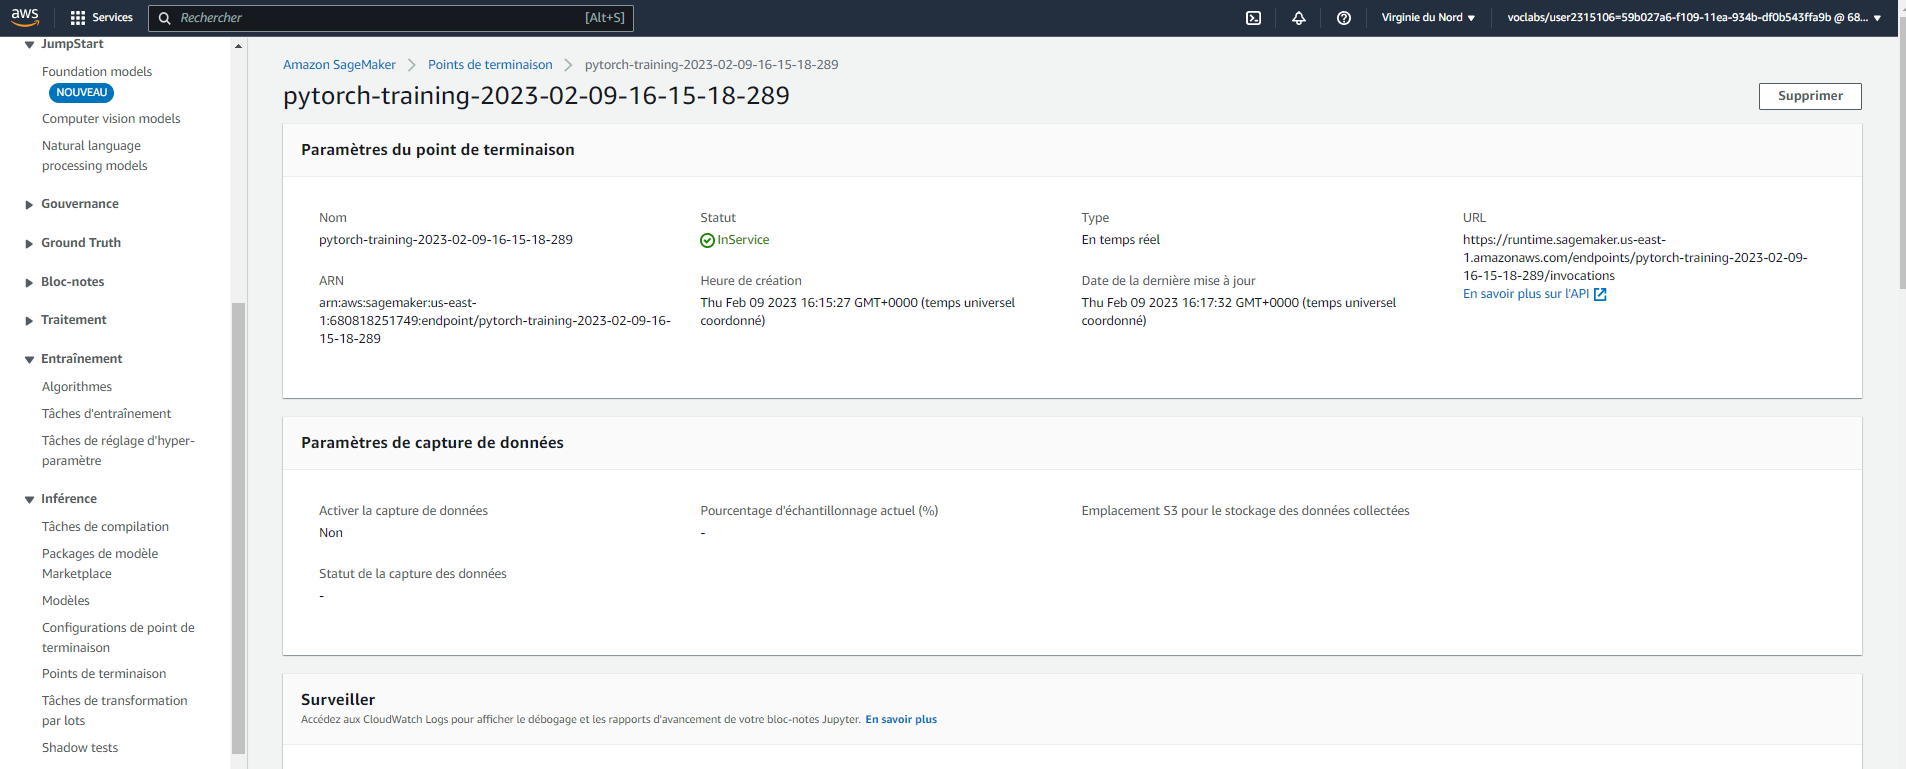 aws
Services
Rechercher
[Alt+S]
Virginie du Nord
voclabs/user2315106=59b027a6-f109-11ea-934b-df0b543ffa9b @ 68...
JumpStart
Foundation models
NOUVEAU
Computer vision models
Natural language
processing models
Gouvernance
Ground Truth
Bloc-notes
Traitement
Entraînement
Algorithmes
Tâches d'entraînement
Tâches de réglage d'hyper-
paramètre
Inférence
Tâches de compilation
Packages de modèle
Marketplace
Modèles
Configurations de point de
terminaison
Points de terminaison
Tâches de transformation
par lots
Shadow tests
Amazon SageMaker
Points de terminaison
pytorch-training-2023-02-09-16-15-18-289
pytorch-training-2023-02-09-16-15-18-289
Supprimer
Paramètres du point de terminaison
Nom
pytorch-training-2023-02-09-16-15-18-289
Statut
InService
Type
En temps réel
URL
https://runtime.sagemaker.us-east-
1.amazonaws.com/endpoints/pytorch-training-2023-02-09-
16-15-18-289/invocations
En savoir plus sur l'API
ARN
arn:aws:sagemaker:us-east-
1:680818251749:endpoint/pytorch-training-2023-02-09-16-
15-18-289
Heure de création
Thu Feb 09 2023 16:15:27 GMT+0000 (temps universel
coordonné)
Date de la dernière mise à jour
Thu Feb 09 2023 16:17:32 GMT+0000 (temps universel
coordonné)
Paramètres de capture de données
Activer la capture de données
Non
Pourcentage d'échantillonnage actuel (%)
-
Emplacement S3 pour le stockage des données collectées
Statut de la capture des données
-
Surveiller
Accédez aux CloudWatch Logs pour afficher le débogage et les rapports d'avancement de votre bloc-notes Jupyter. En savoir plus